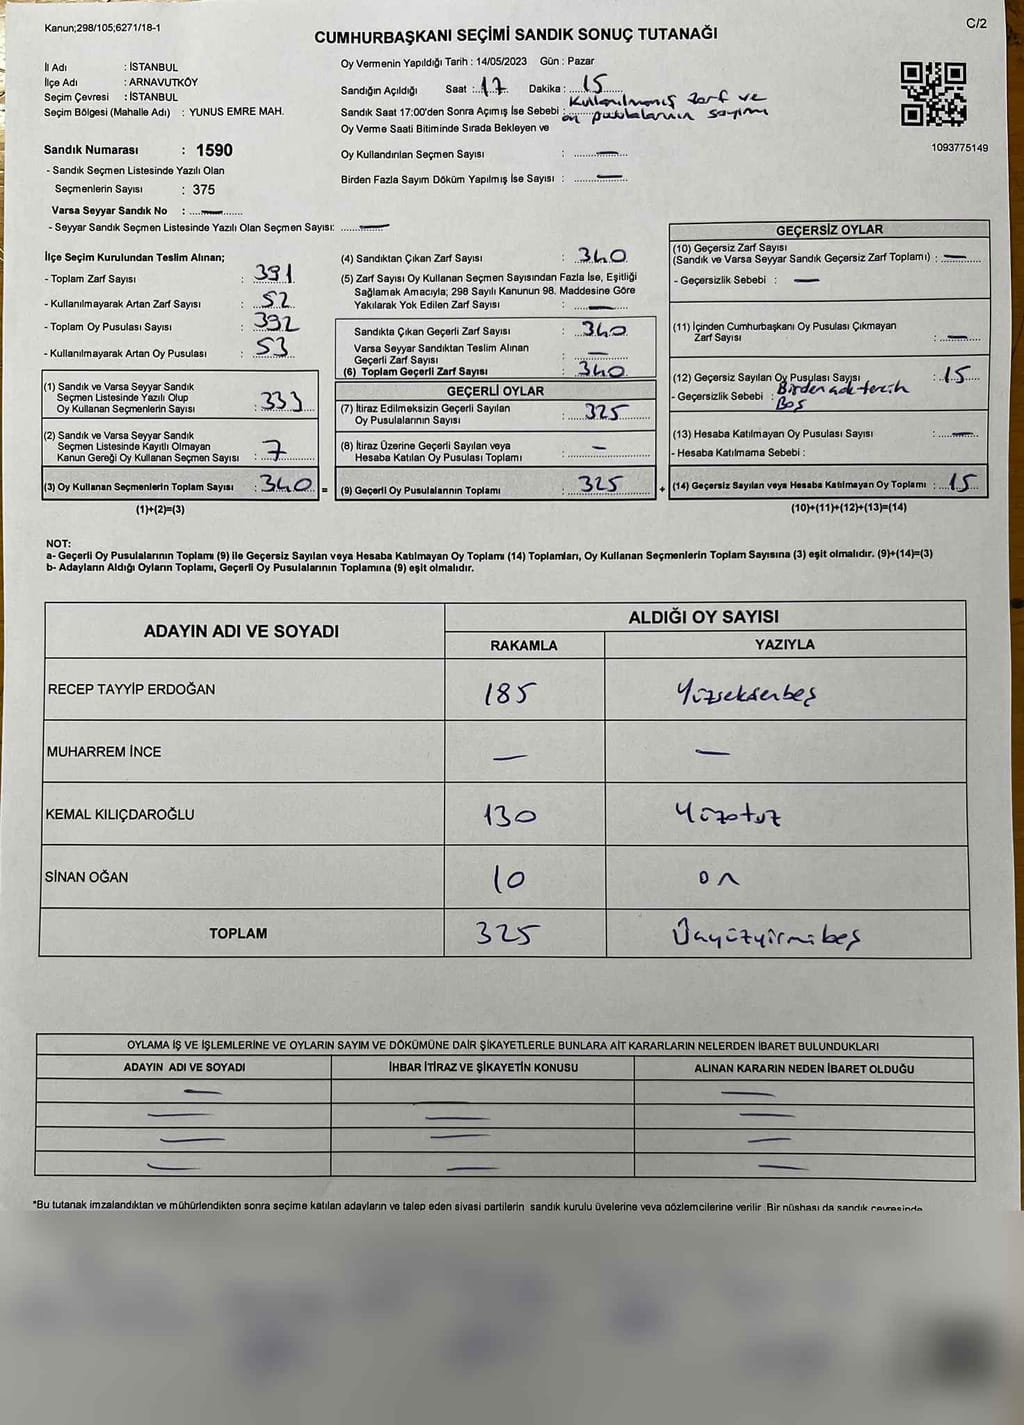 Kanun;298/105;6271/18-1
C/2
CUMHURBAŞKANI SEÇİMİ SANDIK SONUÇ TUTANAĞI
İl Adı : İSTANBUL
İlçe Adı : ARNAVUTKÖY
Seçim Çevresi : İSTANBUL
Seçim Bölgesi (Mahalle Adı) : YUNUS EMRE MAH.
Sandık Numarası : 1590
- Sandık Seçmen Listesinde Yazılı Olan
Seçmenlerin Sayısı : 375
Varsa Seyyar Sandık No : —
- Seyyar Sandık Seçmen Listesinde Yazılı Olan Seçmen Sayısı: —
Oy Vermenin Yapıldığı Tarih : 14/05/2023 Gün : Pazar
Sandığın Açıldığı Saat : 17 Dakika : 15
Sandık Saat 17:00'den Sonra Açımış İse Sebebi : Kullanılmamış zarf ve
oy pusulalarının sayımı
Oy Verme Saati Bitiminde Sırada Bekleyen ve
Oy Kullandırılan Seçmen Sayısı : —
Birden Fazla Sayım Döküm Yapılmış İse Sayısı : —
1093775149
İlçe Seçim Kurulundan Teslim Alınan;
- Toplam Zarf Sayısı : 391
- Kullanılmayarak Artan Zarf Sayısı : 52
- Toplam Oy Pusulası Sayısı : 392
- Kullanılmayarak Artan Oy Pusulası : 53
(1) Sandık ve Varsa Seyyar Sandık
Seçmen Listesinde Yazılı Olup
Oy Kullanan Seçmenlerin Sayısı : 333
(2) Sandık ve Varsa Seyyar Sandık
Seçmen Listesinde Kayıtlı Olmayan
Kanun Gereği Oy Kullanan Seçmen Sayısı : 7
(3) Oy Kullanan Seçmenlerin Toplam Sayısı : 340 =
(1)+(2)=(3)
(4) Sandıktan Çıkan Zarf Sayısı : 340
(5) Zarf Sayısı Oy Kullanan Seçmen Sayısından Fazla İse, Eşitliği
Sağlamak Amacıyla; 298 Sayılı Kanunun 98. Maddesine Göre
Yakılarak Yok Edilen Zarf Sayısı : —
Sandıkta Çıkan Geçerli Zarf Sayısı : 340
Varsa Seyyar Sandıktan Teslim Alınan
Geçerli Zarf Sayısı : —
(6) Toplam Geçerli Zarf Sayısı : 340
GEÇERLİ OYLAR
(7) İtiraz Edilmeksizin Geçerli Sayılan
Oy Pusulalarının Sayısı : 325
(8) İtiraz Üzerine Geçerli Sayılan veya
Hesaba Katılan Oy Pusulası Toplamı : —
(9) Geçerli Oy Pusulalarının Toplamı : 325 +
GEÇERSİZ OYLAR
(10) Geçersiz Zarf Sayısı
(Sandık ve Varsa Seyyar Sandık Geçersiz Zarf Toplamı) : —
- Geçersizlik Sebebi : —
(11) İçinden Cumhurbaşkanı Oy Pusulası Çıkmayan
Zarf Sayısı : —
(12) Geçersiz Sayılan Oy Pusulası Sayısı : 15
- Geçersizlik Sebebi : Birden çok tercih
Boş
(13) Hesaba Katılmayan Oy Pusulası Sayısı : —
- Hesaba Katılmama Sebebi :
(14) Geçersiz Sayılan veya Hesaba Katılmayan Oy Toplamı : 15
(10)+(11)+(12)+(13)=(14)
NOT:
a- Geçerli Oy Pusulalarının Toplamı (9) ile Geçersiz Sayılan veya Hesaba Katılmayan Oy Toplamı (14) Toplamları, Oy Kullanan Seçmenlerin Toplam Sayısına (3) eşit olmalıdır. (9)+(14)=(3)
b- Adayların Aldığı Oyların Toplamı, Geçerli Oy Pusulalarının Toplamına (9) eşit olmalıdır.
ADAYIN ADI VE SOYADI ALDIĞI OY SAYISI
RAKAMLA YAZIYLA
RECEP TAYYİP ERDOĞAN 185 Yüzseksenbeş
MUHARREM İNCE — —
KEMAL KILIÇDAROĞLU 130 Yüzotuz
SİNAN OĞAN 10 on
TOPLAM 325 Üçyüzyirmibeş
OYLAMA İŞ VE İŞLEMLERİNE VE OYLARIN SAYIM VE DÖKÜMÜNE DAİR ŞİKAYETLERLE BUNLARA AİT KARARLARIN NELERDEN İBARET BULUNDUKLARI
ADAYIN ADI VE SOYADI İHBAR İTİRAZ VE ŞİKAYETİN KONUSU ALINAN KARARIN NEDEN İBARET OLDUĞU
— —
— — —
— — —
— — —
*Bu tutanak imzalandıktan ve mühürlendikten sonra seçime katılan adayların ve talep eden siyasi partilerin sandık kurulu üyelerine veya gözlemcilerine verilir. Bir nüshası da sandık çevresinde